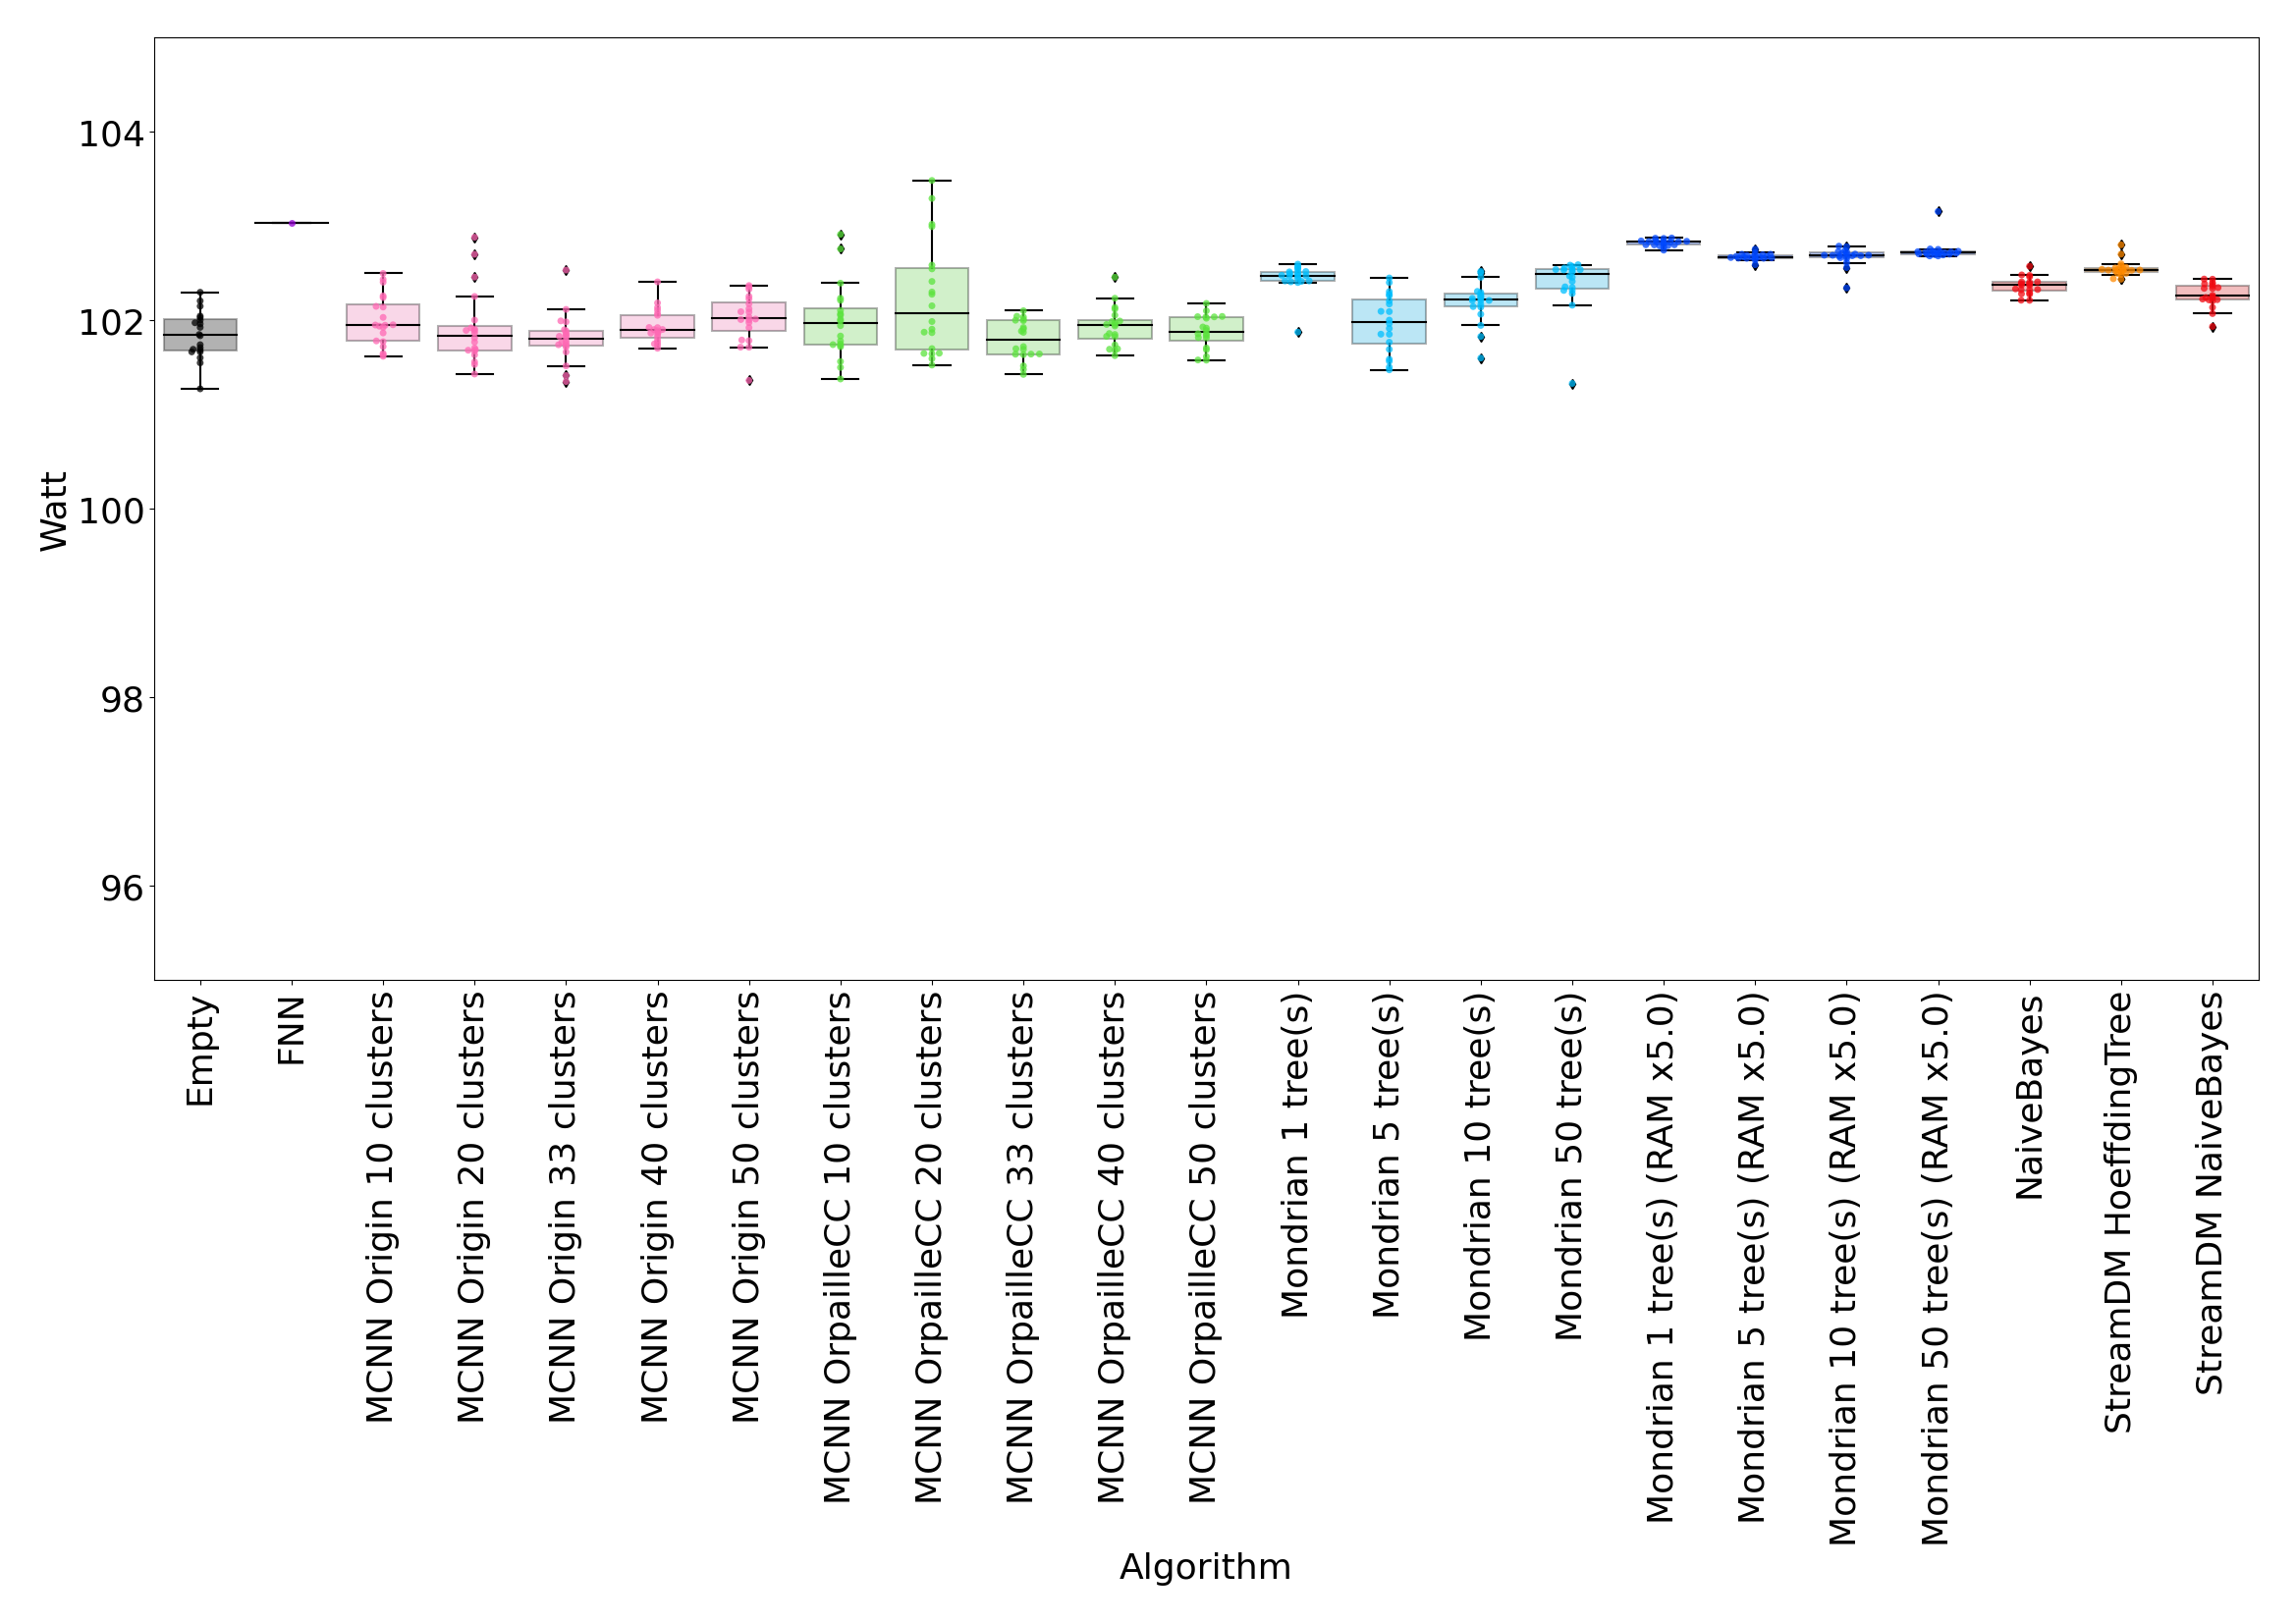 104
102
100
98
96
Watt
Empty
FNN
MCNN Origin 10 clusters
MCNN Origin 20 clusters
MCNN Origin 33 clusters
MCNN Origin 40 clusters
MCNN Origin 50 clusters
MCNN OrpailleCC 10 clusters
MCNN OrpailleCC 20 clusters
MCNN OrpailleCC 33 clusters
MCNN OrpailleCC 40 clusters
MCNN OrpailleCC 50 clusters
Mondrian 1 tree(s)
Mondrian 5 tree(s)
Mondrian 10 tree(s)
Mondrian 50 tree(s)
Mondrian 1 tree(s) (RAM x5.0)
Mondrian 5 tree(s) (RAM x5.0)
Mondrian 10 tree(s) (RAM x5.0)
Mondrian 50 tree(s) (RAM x5.0)
NaiveBayes
StreamDM HoeffdingTree
StreamDM NaiveBayes
Algorithm